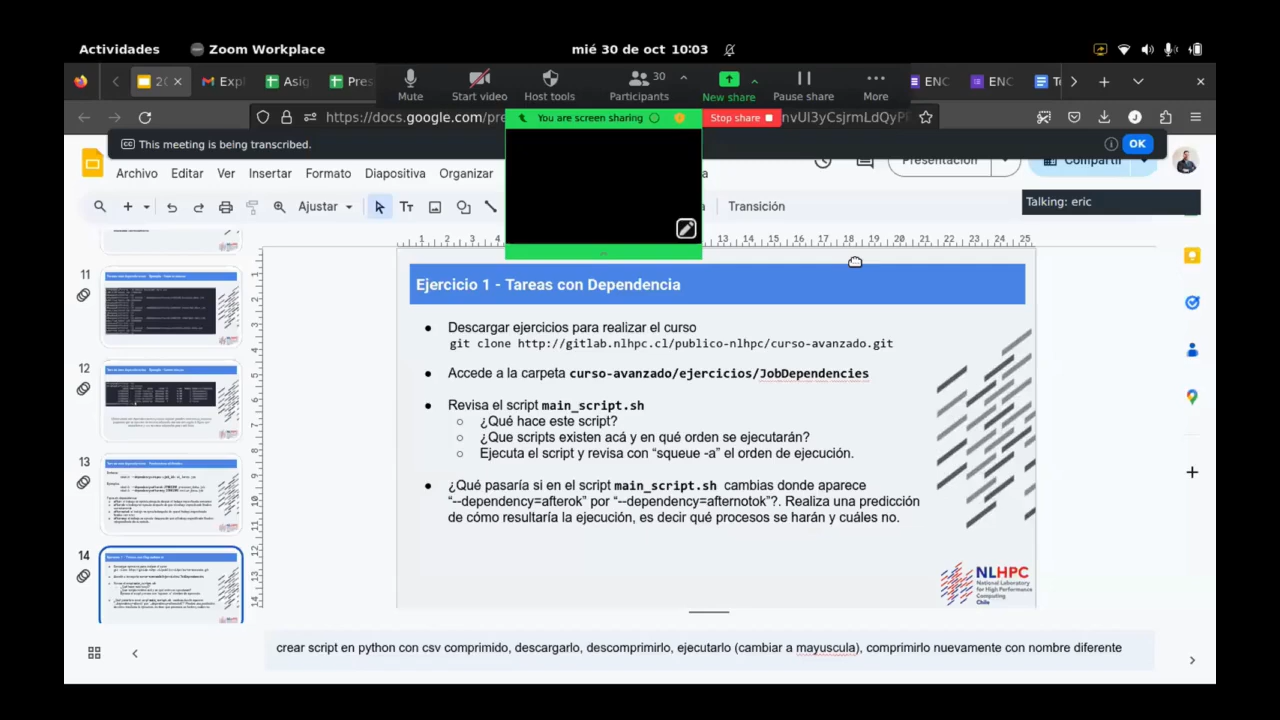 Actividades
Zoom Workplace
mié 30 de oct 10:03
Expl
Asig
Pres
ENC
ENC
Mute
Start video
Host tools
30
Participants
New share
Pause share
More
You are screen sharing
Stop share
https://docs.google.com/pre
nvUl3yCsjrmLdQyP
This meeting is being transcribed.
OK
Presentación
Compartir
Archivo
Editar
Ver
Insertar
Formato
Diapositiva
Organizar
Talking: eric
Ajustar
Transición
11
12
13
14
Ejercicio 1 - Tareas con Dependencia
● Descargar ejercicios para realizar el curso
git clone http://gitlab.nlhpc.cl/publico-nlhpc/curso-avanzado.git
● Accede a la carpeta curso-avanzado/ejercicios/JobDependencies
● Revisa el script main_script.sh
○ ¿Qué hace este script?
○ ¿Que scripts existen acá y en qué orden se ejecutarán?
○ Ejecuta el script y revisa con “squeue -a” el orden de ejecución.
● ¿Qué pasaría si en el script main_script.sh cambias donde aparece
“--dependency=afterok” por “--dependency=afternotok”?. Realiza una predicción
de cómo resultaría la ejecución, es decir qué procesos se harán y cuáles no.
NLHPC
National Laboratory
for High Performance
Computing
Chile
crear script en python con csv comprimido, descargarlo, descomprimirlo, ejecutarlo (cambiar a mayuscula), comprimirlo nuevamente con nombre diferente